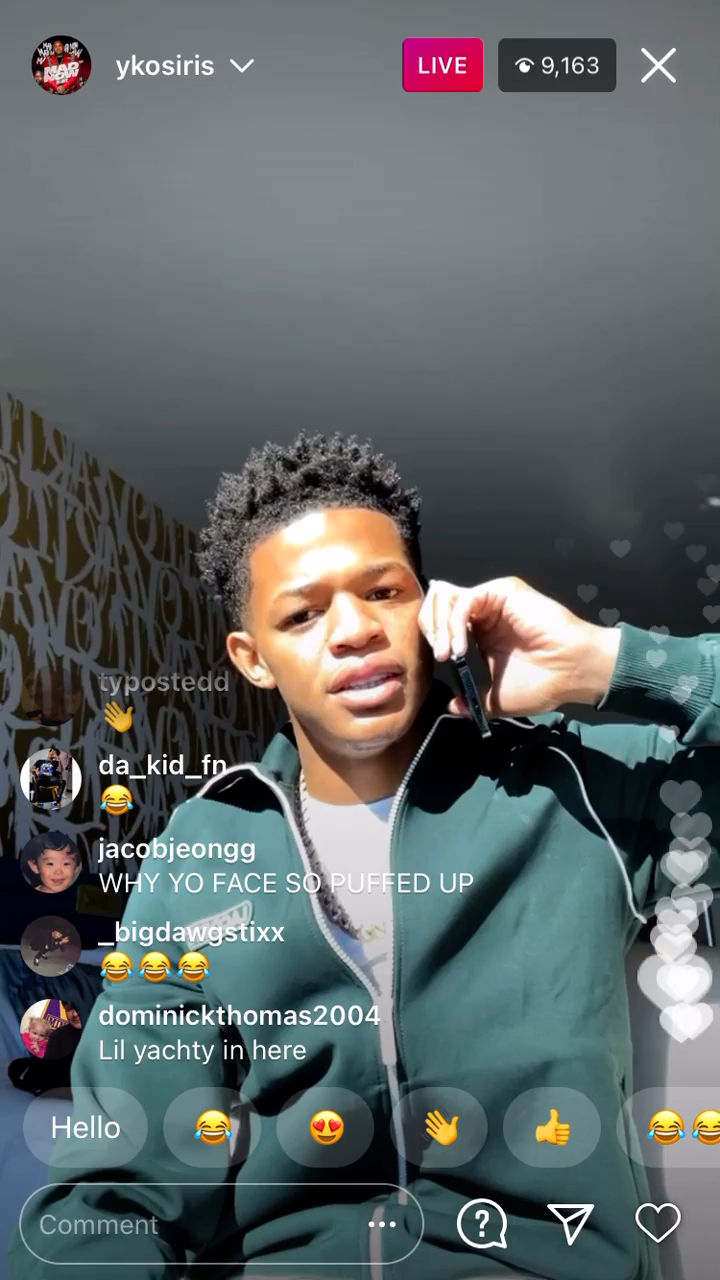 ykosiris
LIVE
9,163
typostedd
👋
da_kid_fn
😂
jacobjeongg
WHY YO FACE SO PUFFED UP
_bigdawgstixx
😂😂😂
dominickthomas2004
Lil yachty in here
Hello 😂 😍 👋 👍 😂😂
Comment